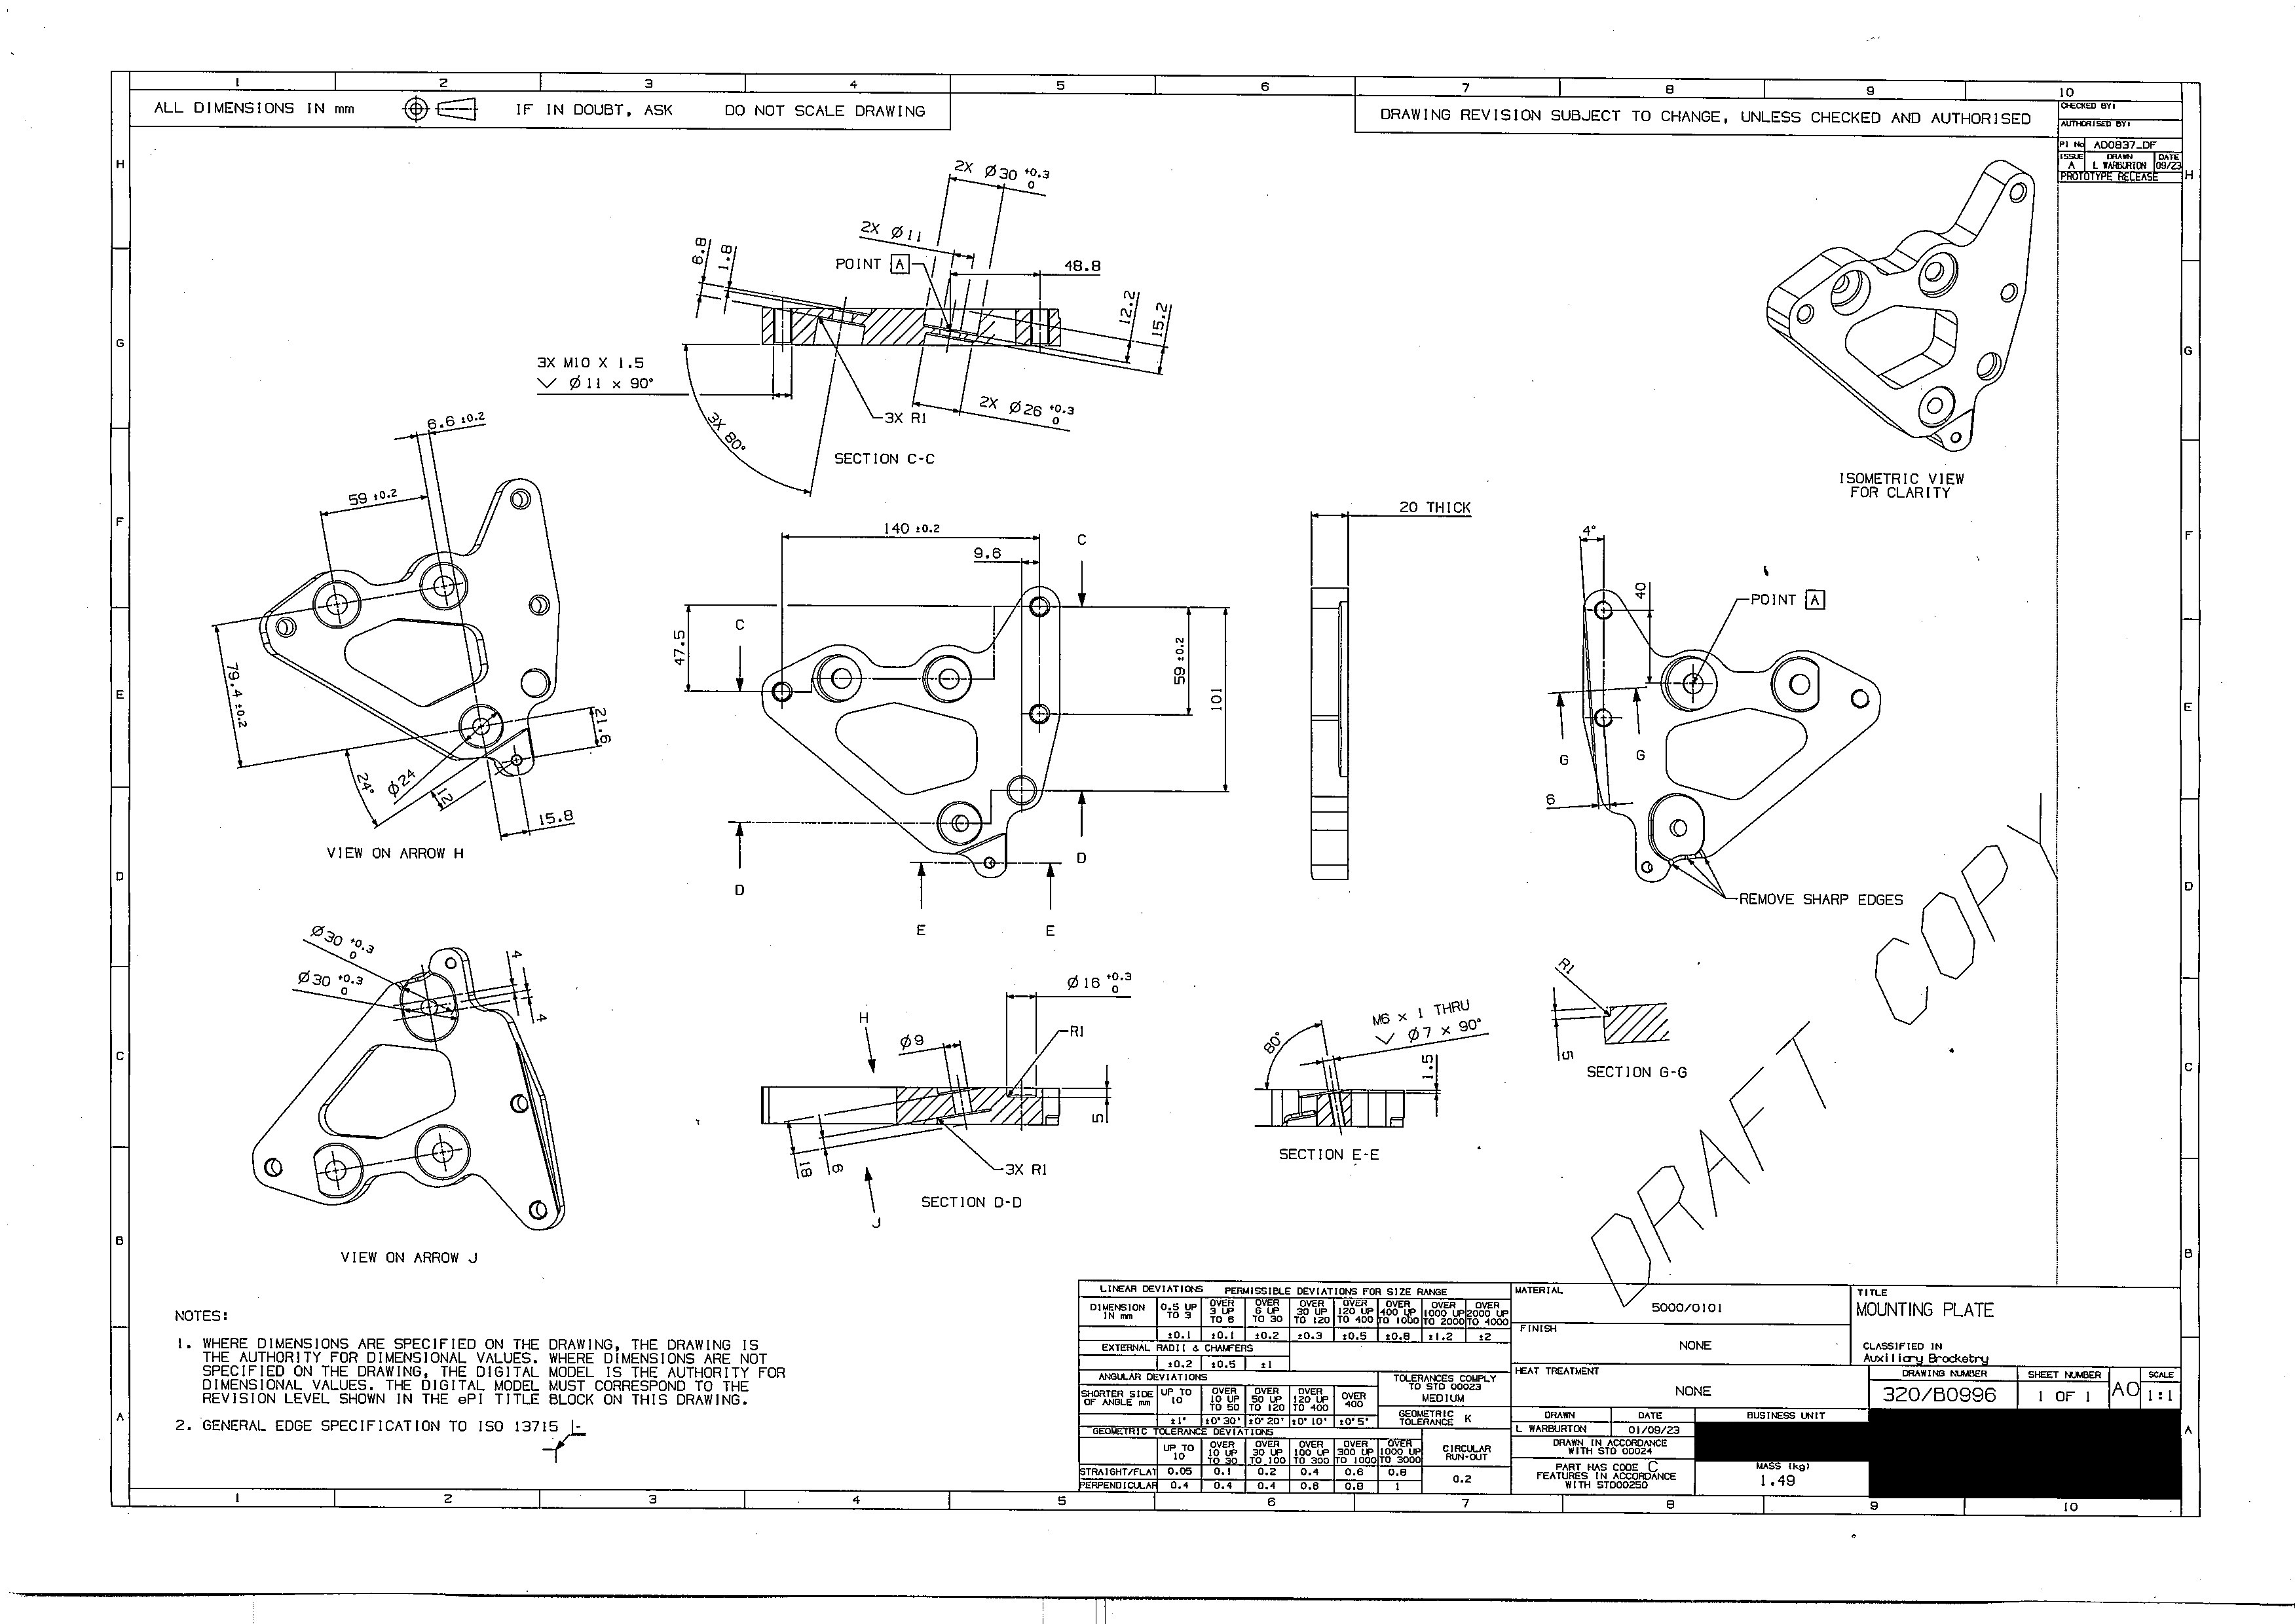 1 2 3 4 5 6 7 8 9 10
ALL DIMENSIONS IN mm
IF IN DOUBT, ASK
DO NOT SCALE DRAWING
DRAWING REVISION SUBJECT TO CHANGE, UNLESS CHECKED AND AUTHORISED
CHECKED BY:
AUTHORISED BY:
PI No AD0837_DF
ISSUE DRAWN DATE
A L WARBURTON 09/23
PROTOTYPE RELEASE
H
G
F
E
D
C
B
A
H
G
F
E
D
C
B
A
2X Ø30 +0.3 0
2X Ø11
POINT A
48.8
6.8
1.8
12.2
15.2
3X M10 X 1.5
Ø11 x 90°
3X 80°
3X R1
2X Ø26 +0.3 0
SECTION C-C
ISOMETRIC VIEW
FOR CLARITY
6.6 ±0.2
59 ±0.2
79.4 ±0.2
24°
Ø24
12
21.6
15.8
VIEW ON ARROW H
140 ±0.2
9.6
C
C
47.5
59 ±0.2
101
D
D
E
E
20 THICK
4°
40
POINT A
G
G
6
REMOVE SHARP EDGES
Ø30 +0.3 0
Ø30 +0.3 0
4
4
VIEW ON ARROW J
H
Ø9
Ø16 +0.3 0
R1
5
18
6
3X R1
J
SECTION D-D
80°
M6 x 1 THRU
Ø7 x 90°
1.5
SECTION E-E
R1
5
SECTION G-G
DRAFT COPY
NOTES:
1. WHERE DIMENSIONS ARE SPECIFIED ON THE DRAWING, THE DRAWING IS
THE AUTHORITY FOR DIMENSIONAL VALUES. WHERE DIMENSIONS ARE NOT
SPECIFIED ON THE DRAWING, THE DIGITAL MODEL IS THE AUTHORITY FOR
DIMENSIONAL VALUES. THE DIGITAL MODEL MUST CORRESPOND TO THE
REVISION LEVEL SHOWN IN THE ePI TITLE BLOCK ON THIS DRAWING.
2. GENERAL EDGE SPECIFICATION TO ISO 13715
LINEAR DEVIATIONS PERMISSIBLE DEVIATIONS FOR SIZE RANGE
DIMENSION IN mm 0.5 UP TO 3 OVER 3 UP TO 6 OVER 6 UP TO 30 OVER 30 UP TO 120 OVER 120 UP TO 400 OVER 400 UP TO 1000 OVER 1000 UP TO 2000 OVER 2000 UP TO 4000
±0.1 ±0.1 ±0.2 ±0.3 ±0.5 ±0.8 ±1.2 ±2
EXTERNAL RADII & CHAMFERS
±0.2 ±0.5 ±1
ANGULAR DEVIATIONS
SHORTER SIDE OF ANGLE mm UP TO 10 OVER 10 UP TO 50 OVER 50 UP TO 120 OVER 120 UP TO 400 OVER 400
±1° ±0°30' ±0°20' ±0°10' ±0°5'
TOLERANCES COMPLY
TO STD 00023
MEDIUM
GEOMETRIC TOLERANCE K
GEOMETRIC TOLERANCE DEVIATIONS
UP TO 10 OVER 10 UP TO 30 OVER 30 UP TO 100 OVER 100 UP TO 300 OVER 300 UP TO 1000 OVER 1000 UP TO 3000 CIRCULAR RUN-OUT
STRAIGHT/FLAT 0.05 0.1 0.2 0.4 0.6 0.8 0.2
PERPENDICULAR 0.4 0.4 0.4 0.6 0.8 1
MATERIAL
5000/0101
FINISH
NONE
HEAT TREATMENT
NONE
TITLE
MOUNTING PLATE
CLASSIFIED IN
Auxiliary Brocketry
DRAWING NUMBER SHEET NUMBER SCALE
320/B0996 1 OF 1 A0 1:1
DRAWN DATE BUSINESS UNIT
L WARBURTON 01/09/23
DRAWN IN ACCORDANCE
WITH STD 00024
PART HAS CODE C
FEATURES IN ACCORDANCE
WITH STD00250
MASS (kg)
1.49
1 2 3 4 5 6 7 8 9 10